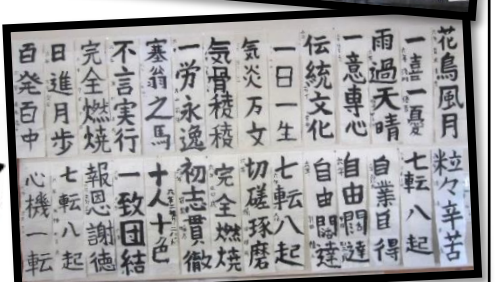 花鳥風月
一喜一憂
雨過天晴
一意専心
伝統文化
一日一生
気炎万丈
気骨稜稜
一労永逸
塞翁之馬
不言実行
完全燃焼
日進月歩
百発百中
粒々辛苦
七転八起
自業自得
自由闊達
自由闊達
七転八起
切磋琢磨
完全燃焼
初志貫徹
十人十色
一致団結
報恩謝徳
七転八起
心機一転